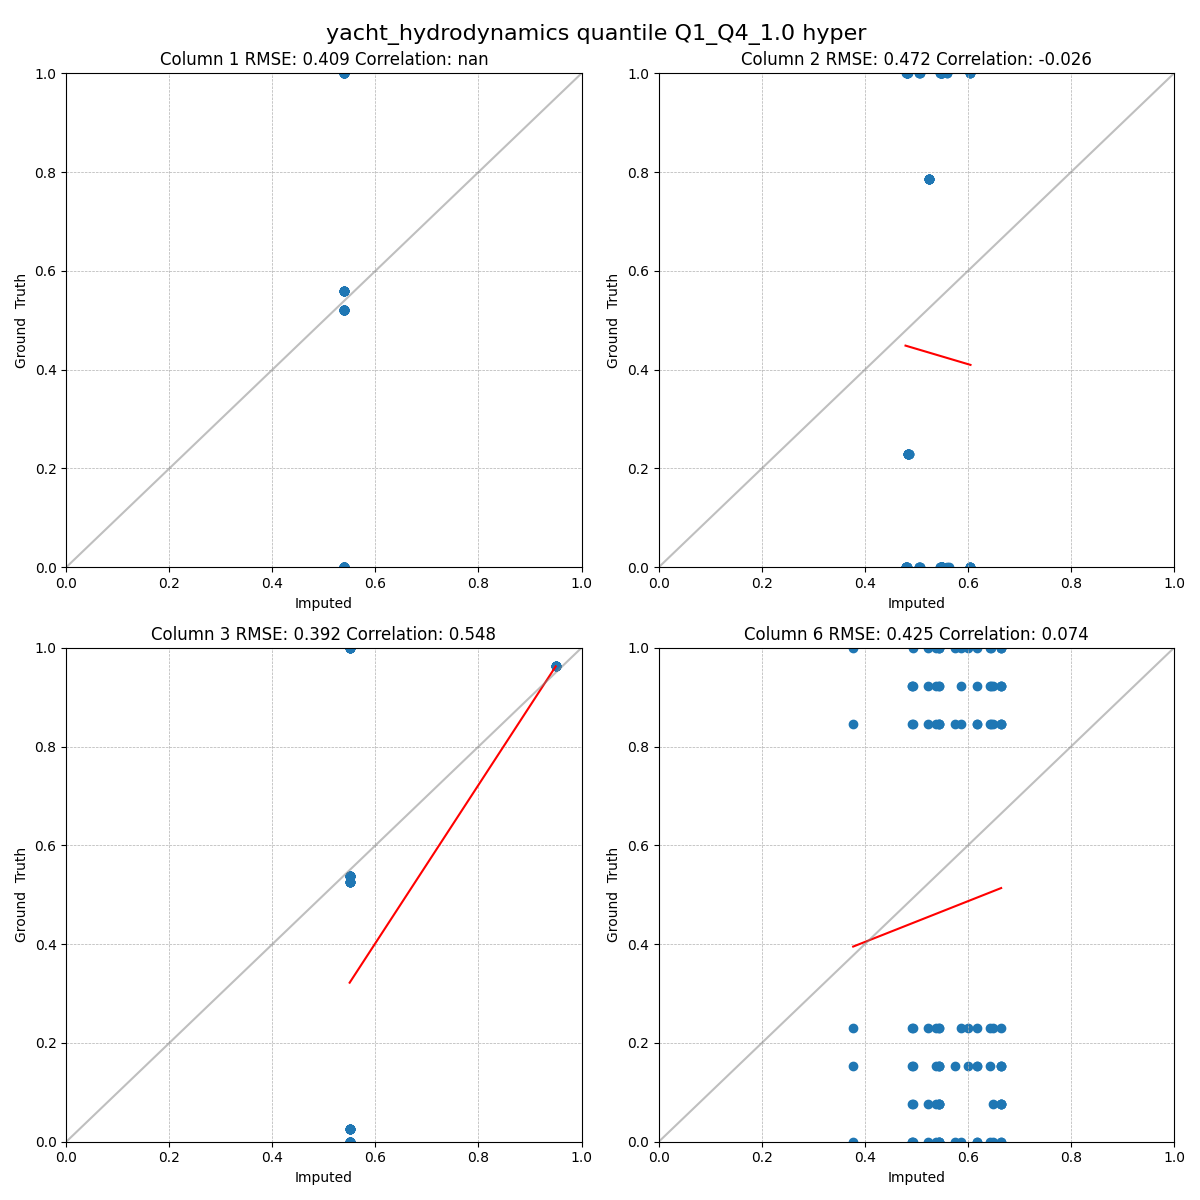 yacht_hydrodynamics quantile Q1_Q4_1.0 hyper
Column 1 RMSE: 0.409 Correlation: nan
1.0
0.8
0.6
0.4
0.2
0.0
Ground Truth
0.0 0.2 0.4 0.6 0.8 1.0
Imputed
Column 2 RMSE: 0.472 Correlation: -0.026
1.0
0.8
0.6
0.4
0.2
0.0
Ground Truth
0.0 0.2 0.4 0.6 0.8 1.0
Imputed
Column 3 RMSE: 0.392 Correlation: 0.548
1.0
0.8
0.6
0.4
0.2
0.0
Ground Truth
0.0 0.2 0.4 0.6 0.8 1.0
Imputed
Column 6 RMSE: 0.425 Correlation: 0.074
1.0
0.8
0.6
0.4
0.2
0.0
Ground Truth
0.0 0.2 0.4 0.6 0.8 1.0
Imputed